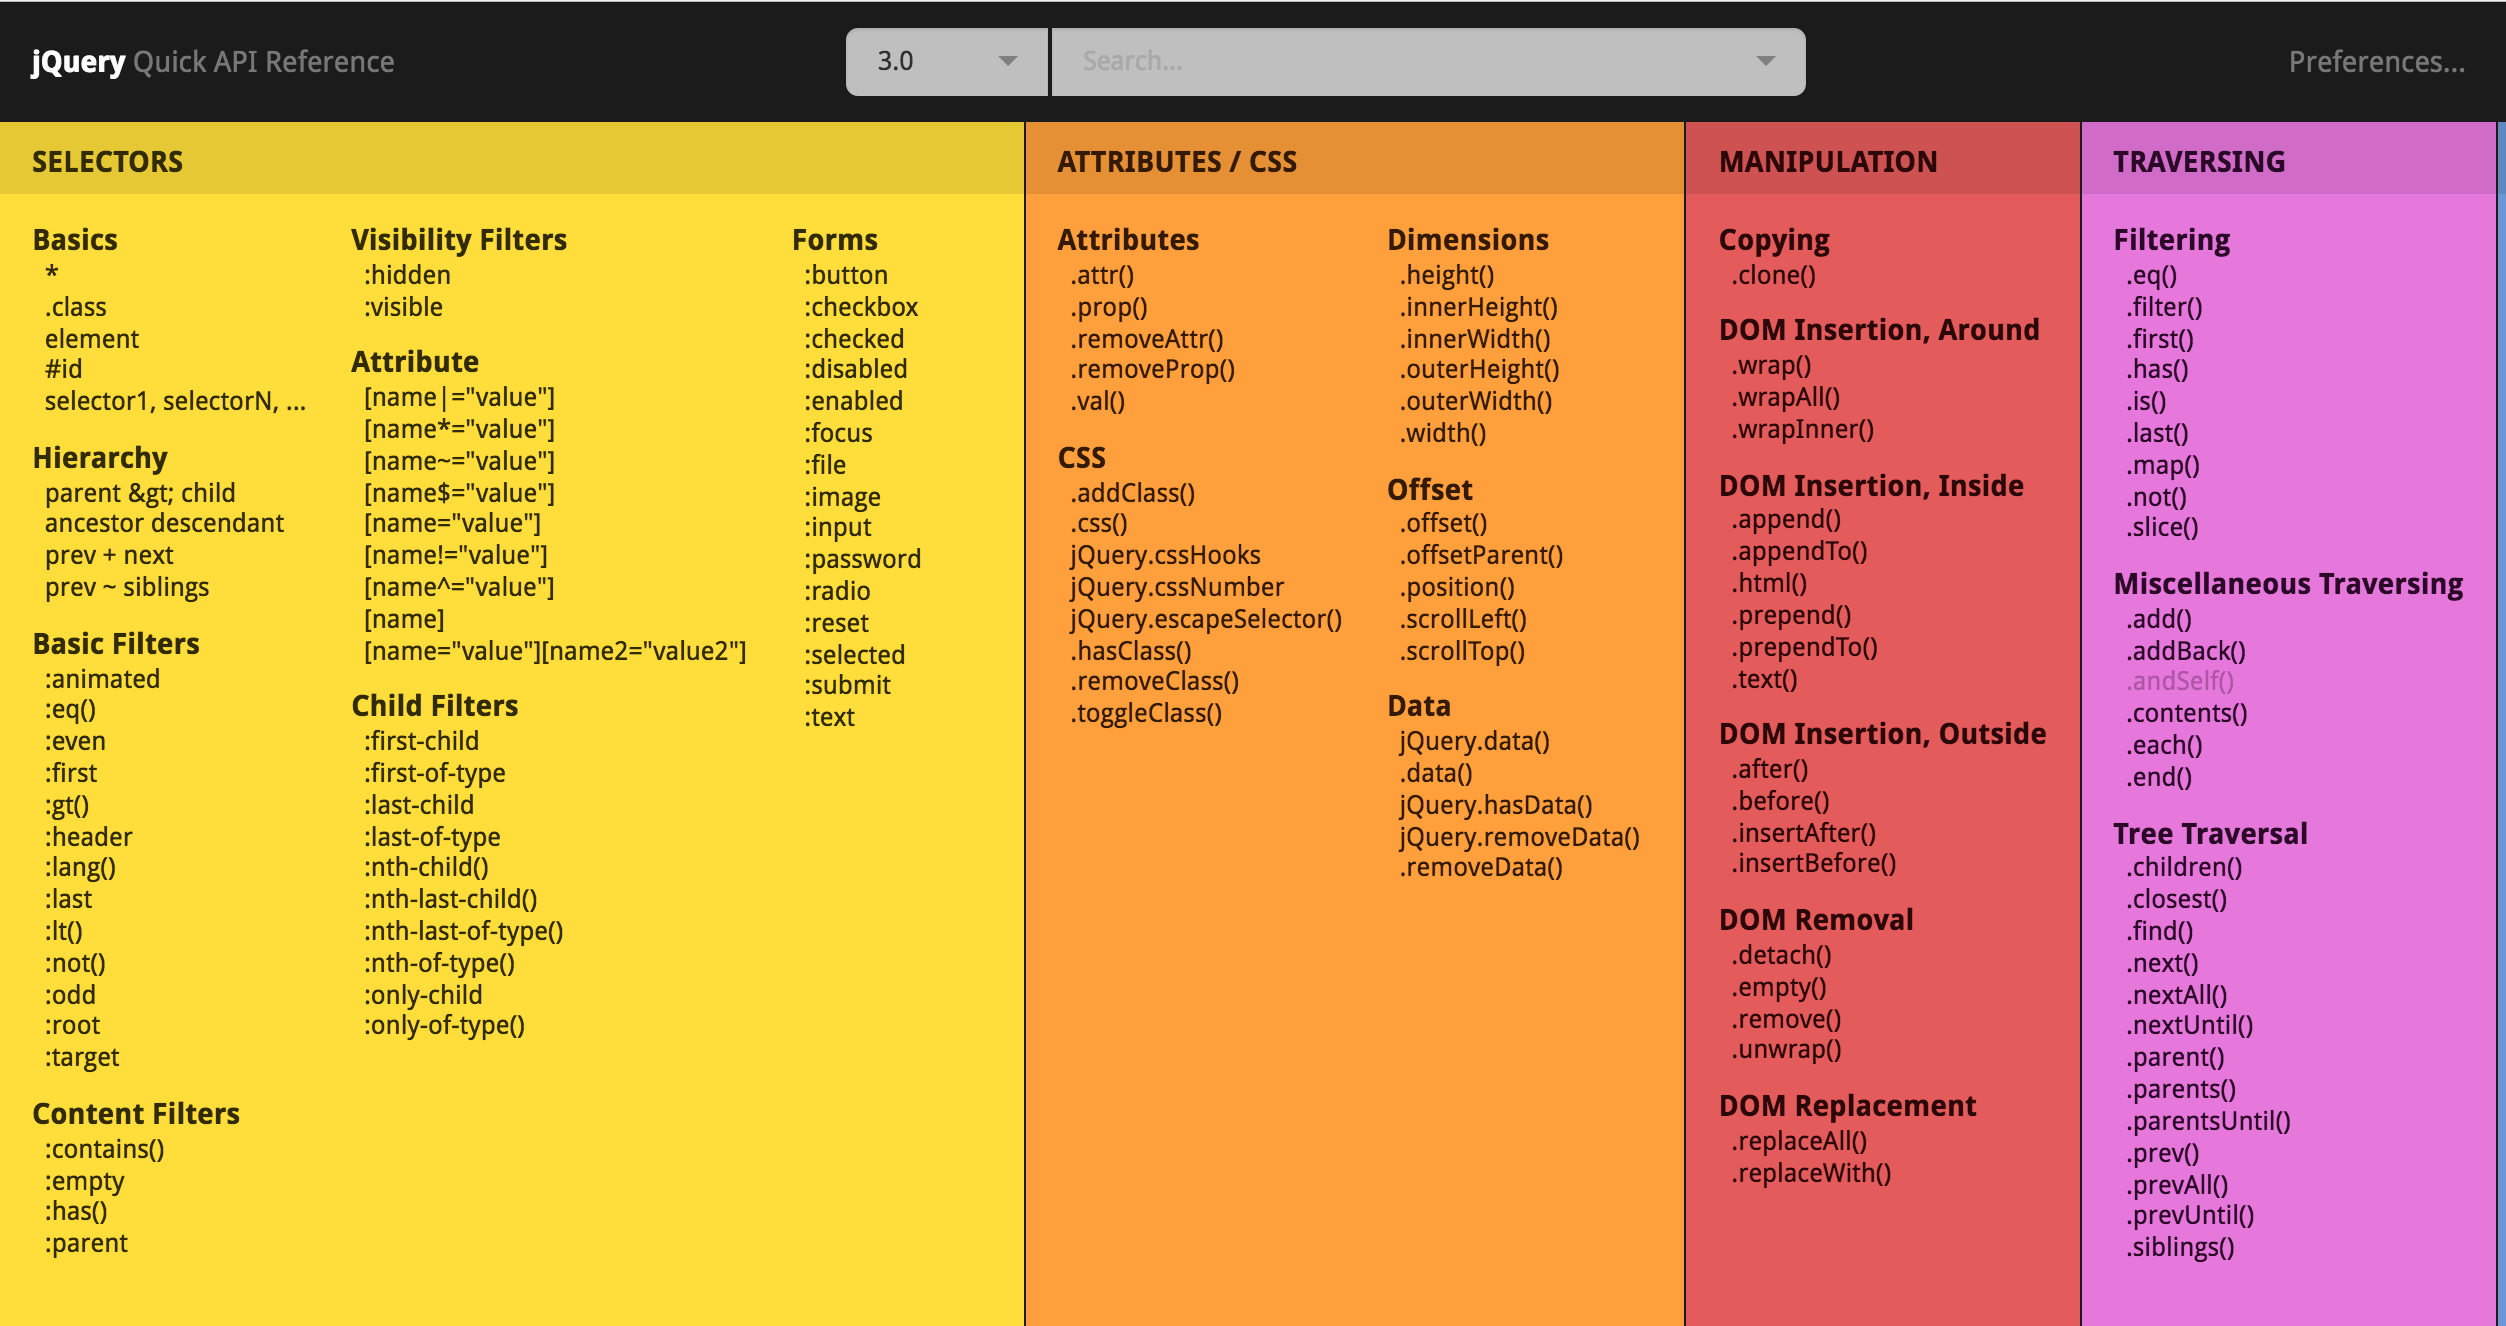 jQuery Quick API Reference
3.0
Search...
Preferences...
SELECTORS
Basics
*
.class
element
#id
selector1, selectorN, ...
Hierarchy
parent &gt; child
ancestor descendant
prev + next
prev ~ siblings
Basic Filters
:animated
:eq()
:even
:first
:gt()
:header
:lang()
:last
:lt()
:not()
:odd
:root
:target
Content Filters
:contains()
:empty
:has()
:parent
Visibility Filters
:hidden
:visible
Attribute
[name|="value"]
[name*="value"]
[name~="value"]
[name$="value"]
[name="value"]
[name!="value"]
[name^="value"]
[name]
[name="value"][name2="value2"]
Child Filters
:first-child
:first-of-type
:last-child
:last-of-type
:nth-child()
:nth-last-child()
:nth-last-of-type()
:nth-of-type()
:only-child
:only-of-type()
Forms
:button
:checkbox
:checked
:disabled
:enabled
:focus
:file
:image
:input
:password
:radio
:reset
:selected
:submit
:text
ATTRIBUTES / CSS
Attributes
.attr()
.prop()
.removeAttr()
.removeProp()
.val()
CSS
.addClass()
.css()
jQuery.cssHooks
jQuery.cssNumber
jQuery.escapeSelector()
.hasClass()
.removeClass()
.toggleClass()
Dimensions
.height()
.innerHeight()
.innerWidth()
.outerHeight()
.outerWidth()
.width()
Offset
.offset()
.offsetParent()
.position()
.scrollLeft()
.scrollTop()
Data
jQuery.data()
.data()
jQuery.hasData()
jQuery.removeData()
.removeData()
MANIPULATION
Copying
.clone()
DOM Insertion, Around
.wrap()
.wrapAll()
.wrapInner()
DOM Insertion, Inside
.append()
.appendTo()
.html()
.prepend()
.prependTo()
.text()
DOM Insertion, Outside
.after()
.before()
.insertAfter()
.insertBefore()
DOM Removal
.detach()
.empty()
.remove()
.unwrap()
DOM Replacement
.replaceAll()
.replaceWith()
TRAVERSING
Filtering
.eq()
.filter()
.first()
.has()
.is()
.last()
.map()
.not()
.slice()
Miscellaneous Traversing
.add()
.addBack()
.andSelf()
.contents()
.each()
.end()
Tree Traversal
.children()
.closest()
.find()
.next()
.nextAll()
.nextUntil()
.parent()
.parents()
.parentsUntil()
.prev()
.prevAll()
.prevUntil()
.siblings()